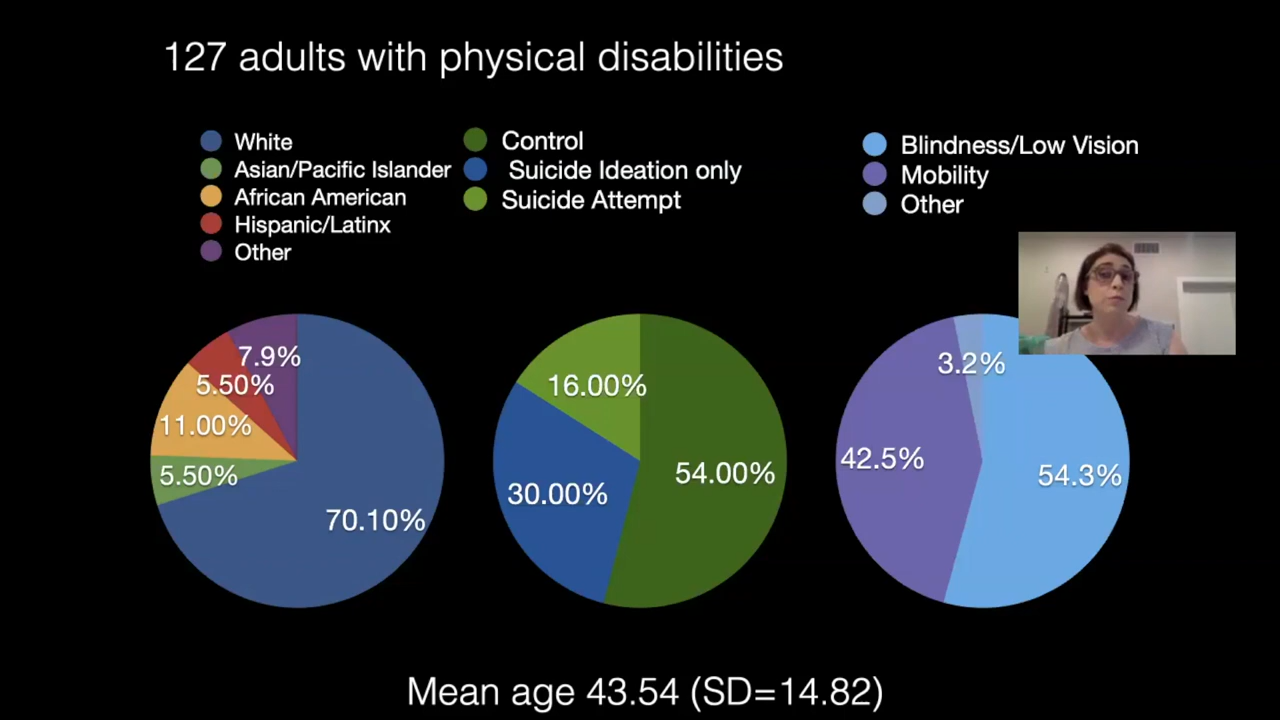 127 adults with physical disabilities
White
Asian/Pacific Islander
African American
Hispanic/Latinx
Other
Control
Suicide Ideation only
Suicide Attempt
Blindness/Low Vision
Mobility
Other
7.9%
5.50%
11.00%
5.50%
70.10%
16.00%
30.00%
54.00%
3.2%
42.5%
54.3%
Mean age 43.54 (SD=14.82)